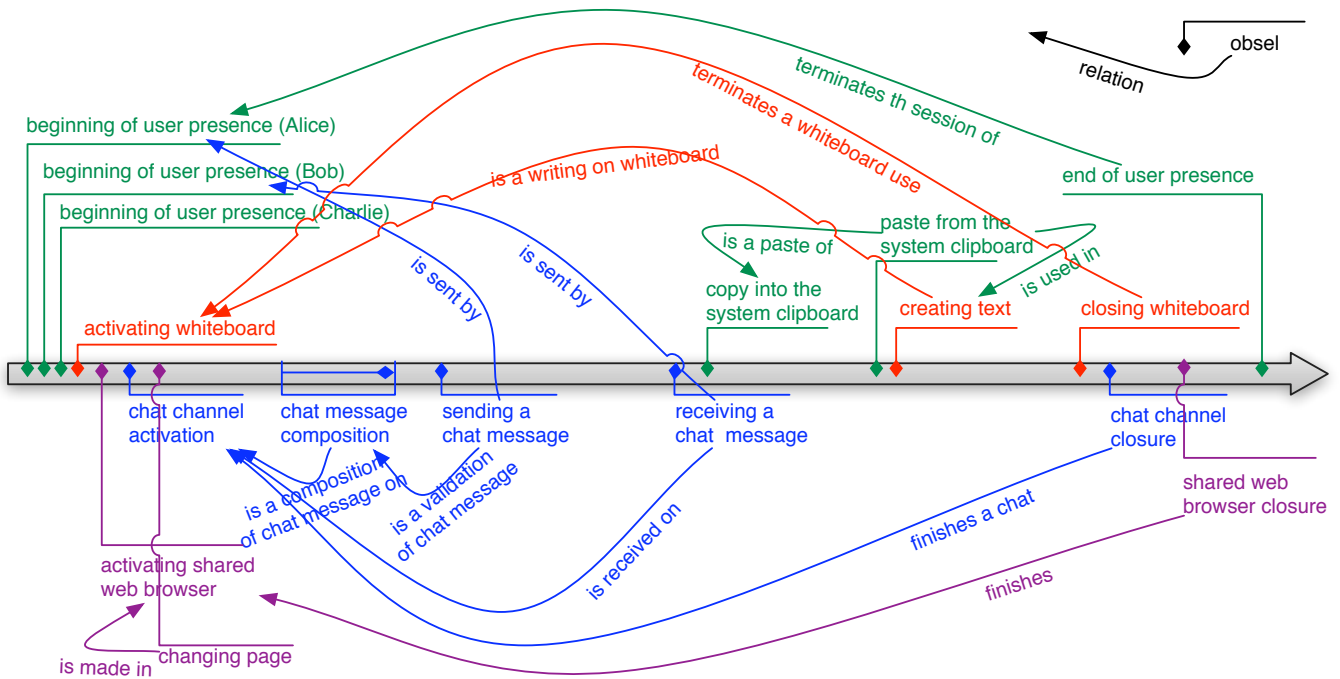 obsel
relation
terminates th session of
terminates a whiteboard use
beginning of user presence (Alice)
is a writing on whiteboard
beginning of user presence (Bob)
end of user presence
beginning of user presence (Charlie)
paste from the
system clipboard
is a paste of
is used in
is sent by
is sent by
copy into the
system clipboard
creating text
closing whiteboard
activating whiteboard
chat channel
activation
chat message
composition
sending a
chat message
receiving a
chat  message
chat channel
closure
is a composition
of chat message on
is a validation
of chat message
shared web
browser closure
is received on
finishes a chat
activating shared
web browser
finishes
is made in
changing page